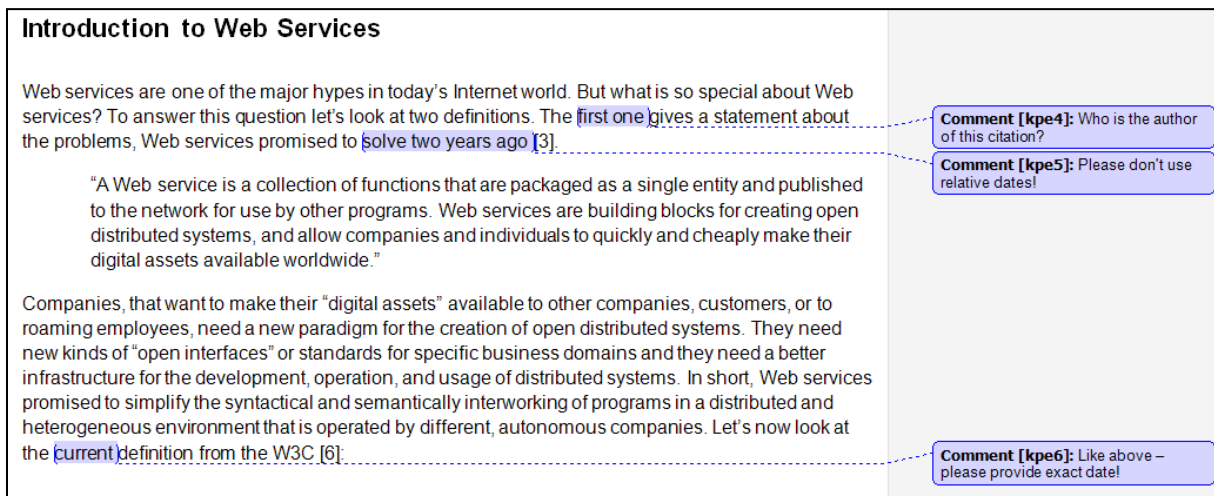 Introduction to Web Services
Web services are one of the major hypes in today's Internet world. But what is so special about Web
services? To answer this question let's look at two definitions. The first one gives a statement about
the problems, Web services promised to solve two years ago [3].
"A Web service is a collection of functions that are packaged as a single entity and published
to the network for use by other programs. Web services are building blocks for creating open
distributed systems, and allow companies and individuals to quickly and cheaply make their
digital assets available worldwide."
Companies, that want to make their "digital assets" available to other companies, customers, or to
roaming employees, need a new paradigm for the creation of open distributed systems. They need
new kinds of "open interfaces" or standards for specific business domains and they need a better
infrastructure for the development, operation, and usage of distributed systems. In short, Web services
promised to simplify the syntactical and semantically interworking of programs in a distributed and
heterogeneous environment that is operated by different, autonomous companies. Let's now look at
the current definition from the W3C [6]:
Comment [kpe4]: Who is the author
of this citation?
Comment [kpe5]: Please don't use
relative dates!
Comment [kpe6]: Like above –
please provide exact date!